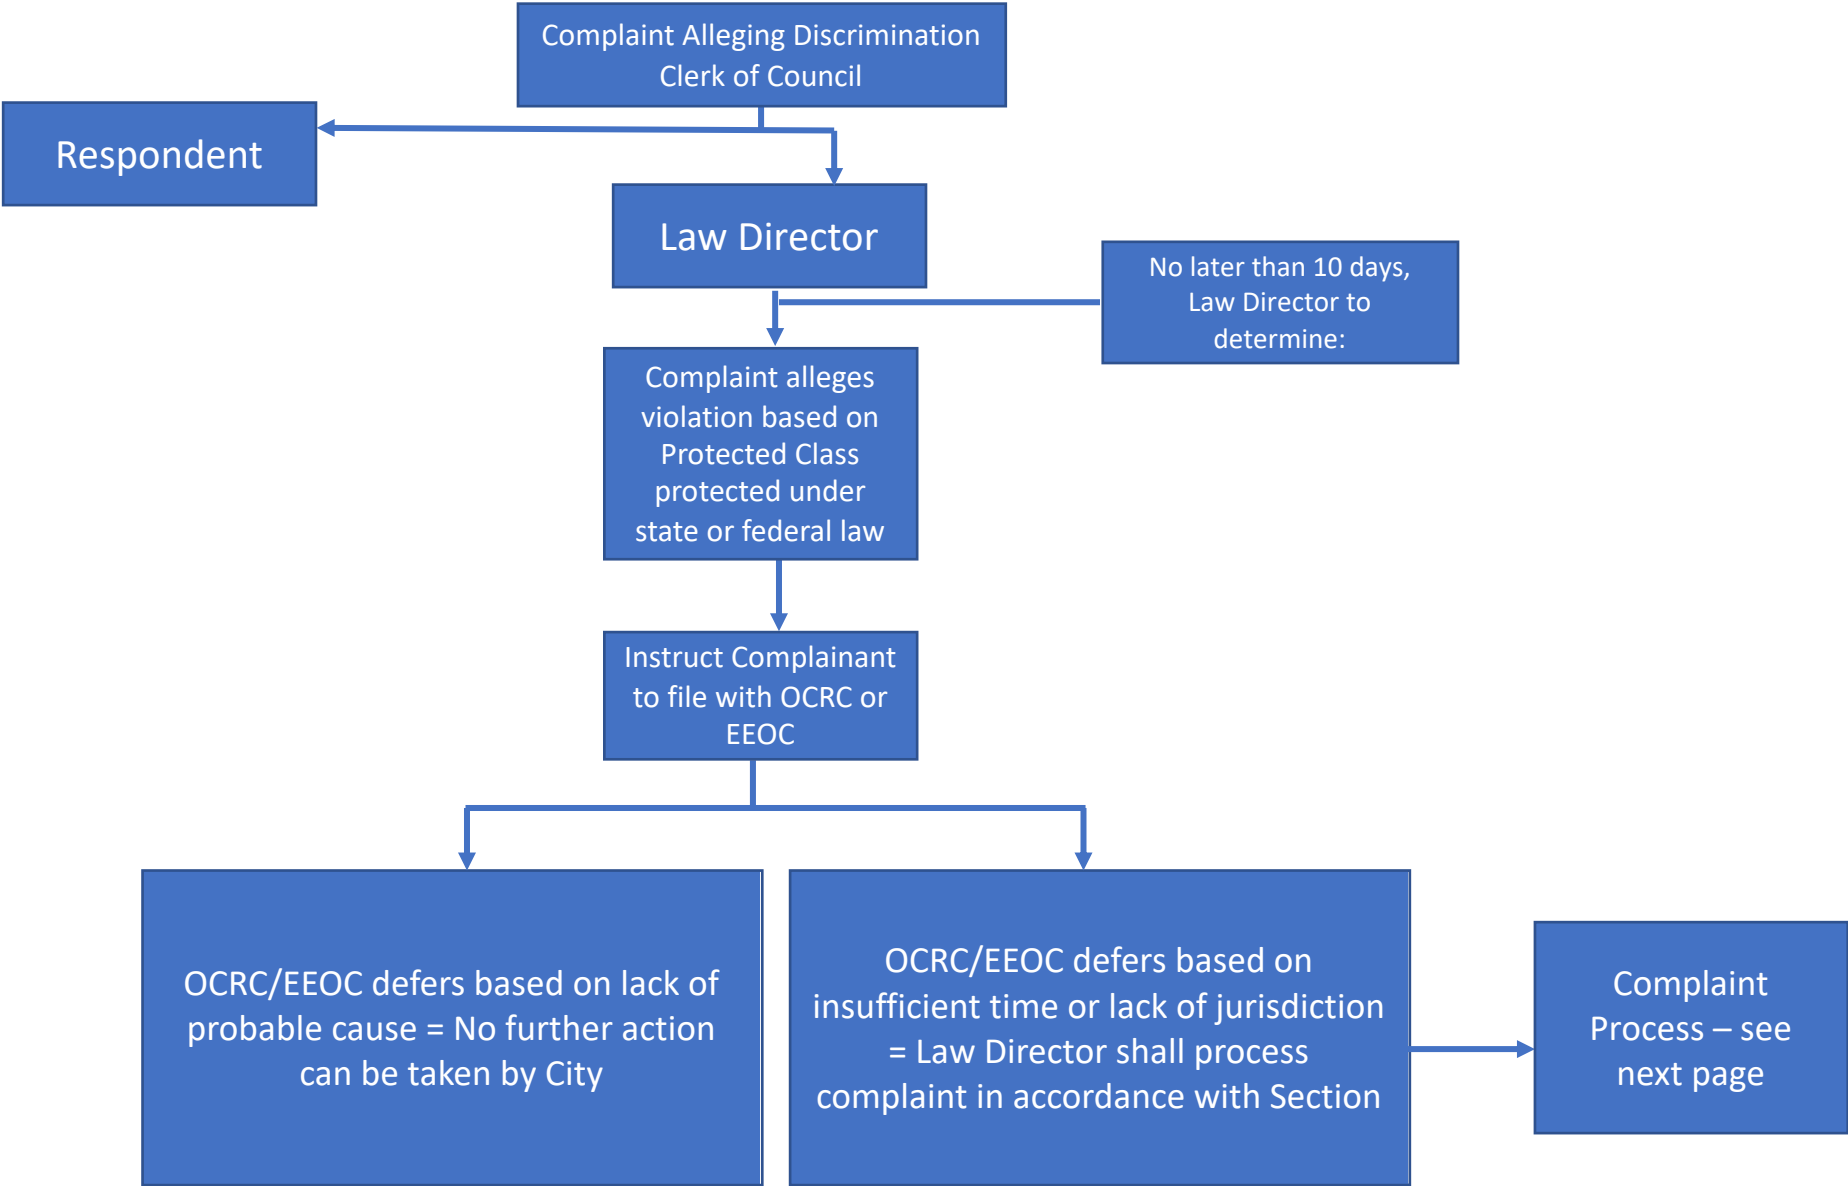 Complaint Alleging Discrimination
Clerk of Council
Respondent
Law Director
No later than 10 days,
Law Director to
determine:
Complaint alleges
violation based on
Protected Class
protected under
state or federal law
Instruct Complainant
to file with OCRC or
EEOC
OCRC/EEOC defers based on lack of
probable cause = No further action
can be taken by City
OCRC/EEOC defers based on
insufficient time or lack of jurisdiction
= Law Director shall process
complaint in accordance with Section
Complaint
Process – see
next page